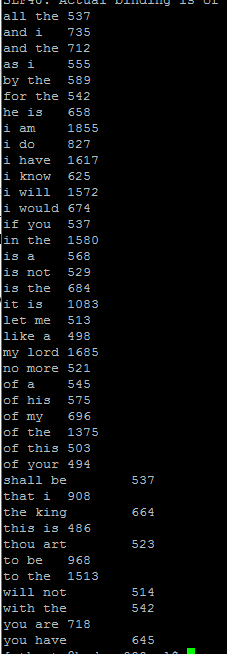 SLF4J: Actual binding is of
all the 537
and i 735
and the 712
as i 555
by the 589
for the 542
he is 658
i am 1855
i do 827
i have 1617
i know 625
i will 1572
i would 674
if you 537
in the 1580
is a 568
is not 529
is the 684
it is 1083
let me 513
like a 498
my lord 1685
no more 521
of a 545
of his 575
of my 696
of the 1375
of this 503
of your 494
shall be 537
that i 908
the king 664
this is 486
thou art 523
to be 968
to the 1513
will not 514
with the 542
you are 718
you have 645